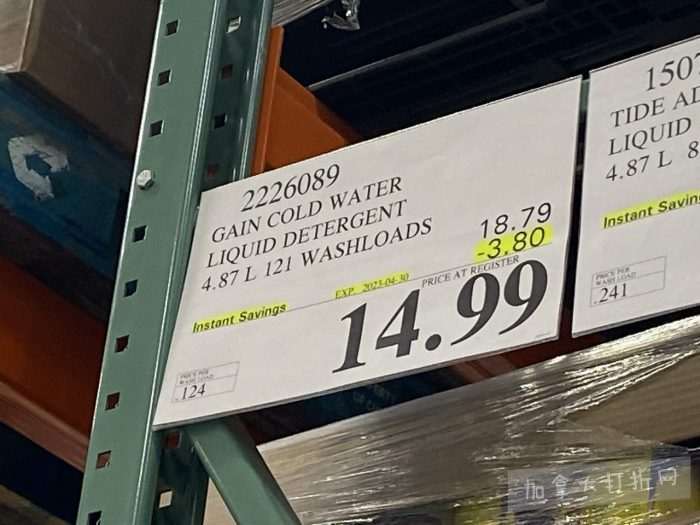 2226089
GAIN COLD WATER
LIQUID DETERGENT
4.87 L 121 WASHLOADS
18.79
-3.80
EXP. 2023-04-30
PRICE AT REGISTER
Instant Savings
14.99
PRICE PER
WASH LOAD
.124
1507
TIDE AD
LIQUID
4.87 L 8
Instant Savin
PRICE PER
WASH LOAD
.241
加拿大打折网